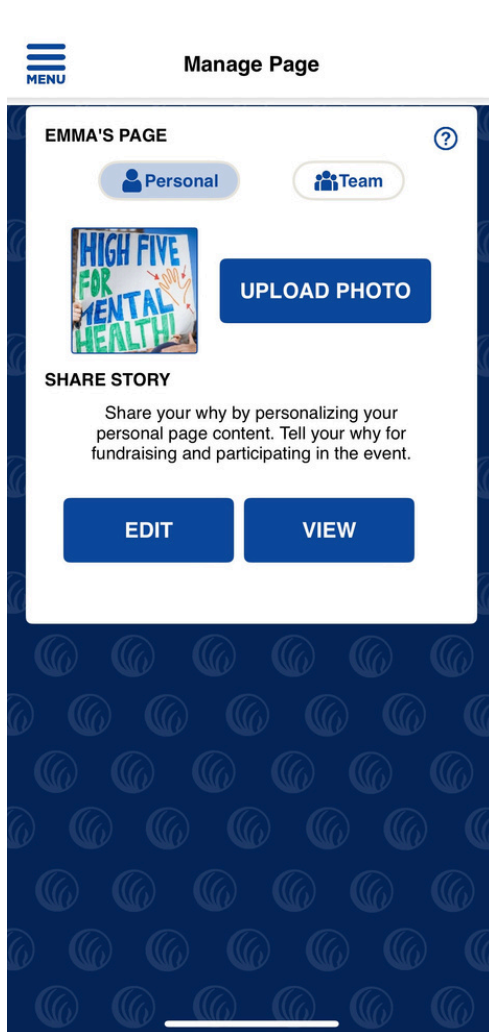 MENU
Manage Page
EMMA'S PAGE
?
Personal
Team
HIGH FIVE
FOR
MENTAL
HEALTH!
UPLOAD PHOTO
SHARE STORY
Share your why by personalizing your
personal page content. Tell your why for
fundraising and participating in the event.
EDIT
VIEW